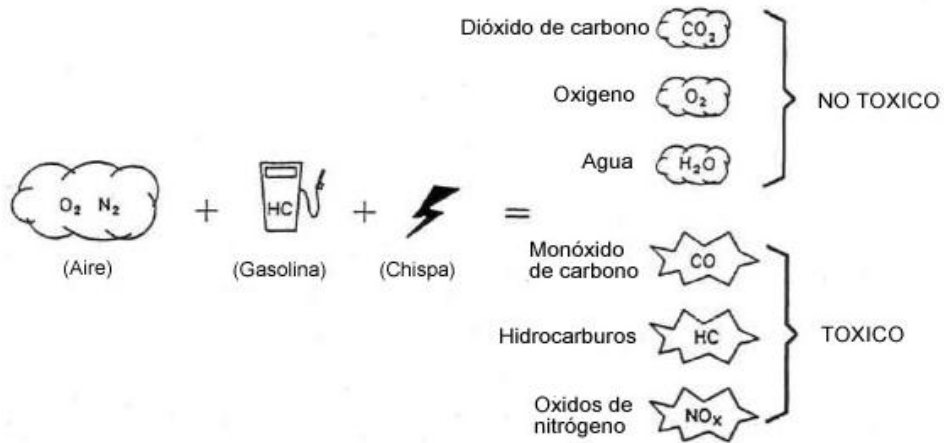 Dióxido de carbono CO₂
Oxigeno O₂
NO TOXICO
Agua H₂O
O₂ N₂ + HC + =
(Aire) (Gasolina) (Chispa)
Monóxido
de carbono CO
Hidrocarburos HC
TOXICO
Oxidos de
nitrógeno NOₓ